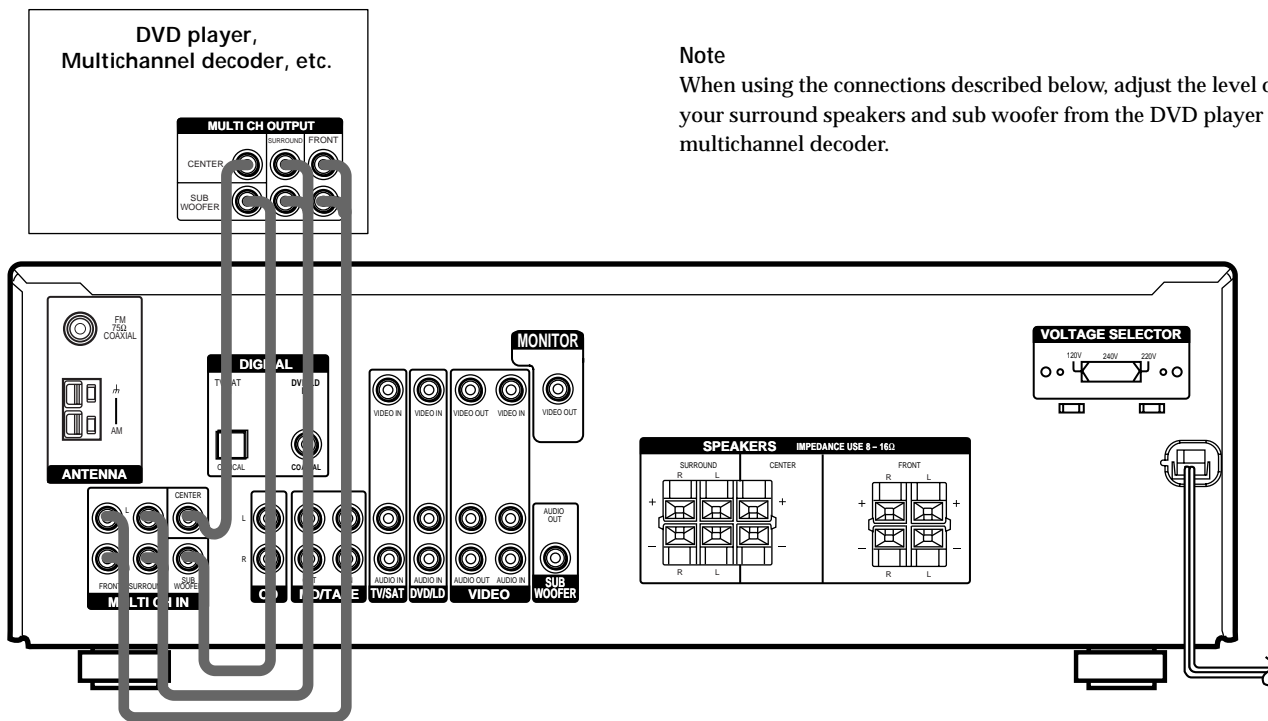 DVD player,
Multichannel decoder, etc.
MULTI CH OUTPUT
SURROUND FRONT
CENTER
SUB
WOOFER
Note
When using the connections described below, adjust the level
your surround speakers and sub woofer from the DVD player
multichannel decoder.
FM
75Ω
COAXIAL
AM
ANTENNA
DIGITAL
MONITOR
VIDEO IN
VIDEO IN
VIDEO OUT
VIDEO IN
VIDEO OUT
VOLTAGE SELECTOR
120V 240V 220V
SPEAKERS IMPEDANCE USE 8 – 16Ω
SURROUND CENTER FRONT
R L R L
+ + + +
– – – –
R L R L
CENTER
L
L
R
AUDIO
OUT
FRONT
SUB
MULTI CH IN
AUDIO IN
AUDIO IN
AUDIO OUT
AUDIO IN
TV/SAT
DVD/LD
VIDEO
SUB
WOOFER